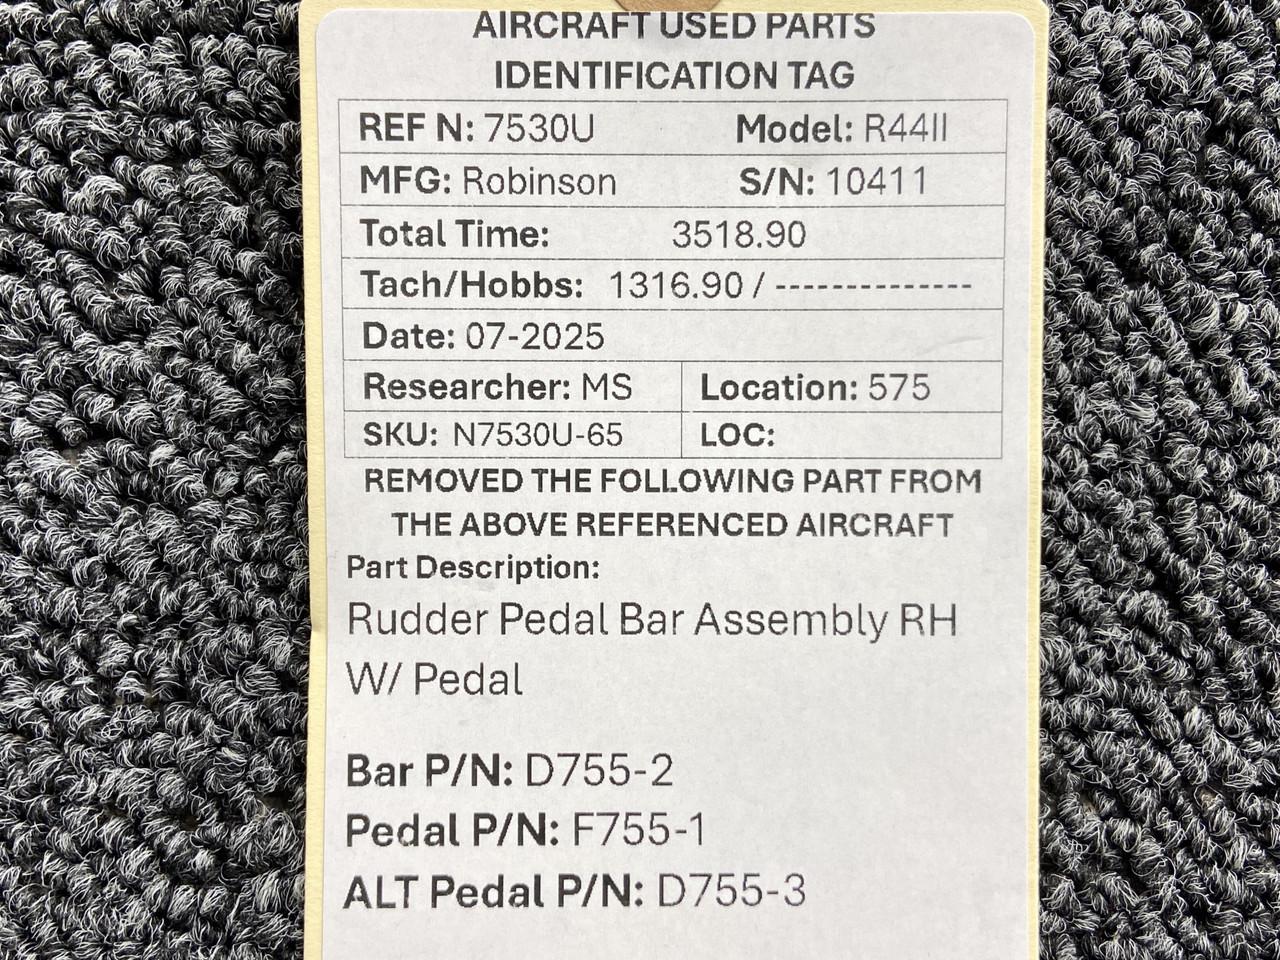 AIRCRAFT USED PARTS
IDENTIFICATION TAG
REF N: 7530U Model: R44II
MFG: Robinson S/N: 10411
Total Time: 3518.90
Tach/Hobbs: 1316.90 / --------------
Date: 07-2025
Researcher: MS Location: 575
SKU: N7530U-65 LOC:
REMOVED THE FOLLOWING PART FROM
THE ABOVE REFERENCED AIRCRAFT
Part Description:
Rudder Pedal Bar Assembly RH
W/ Pedal
Bar P/N: D755-2
Pedal P/N: F755-1
ALT Pedal P/N: D755-3